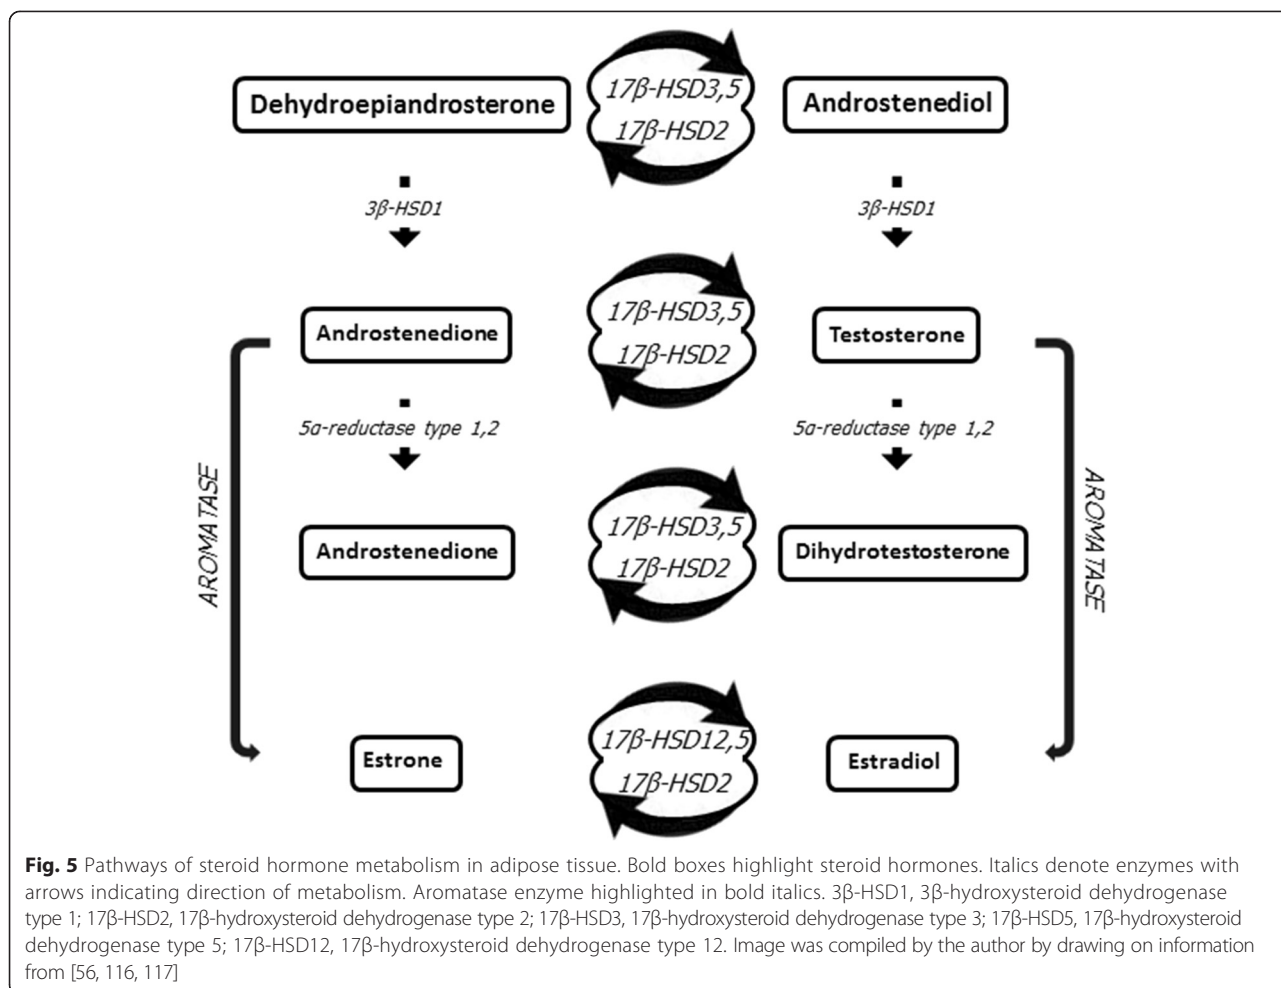 Dehydroepiandrosterone
17β-HSD3,5
17β-HSD2
Androstenediol
3β-HSD1
3β-HSD1
Androstenedione
17β-HSD3,5
17β-HSD2
Testosterone
5α-reductase type 1,2
5α-reductase type 1,2
AROMATASE
AROMATASE
Androstenedione
17β-HSD3,5
17β-HSD2
Dihydrotestosterone
Estrone
17β-HSD12,5
17β-HSD2
Estradiol
Fig. 5 Pathways of steroid hormone metabolism in adipose tissue. Bold boxes highlight steroid hormones. Italics denote enzymes with
arrows indicating direction of metabolism. Aromatase enzyme highlighted in bold italics. 3β-HSD1, 3β-hydroxysteroid dehydrogenase
type 1; 17β-HSD2, 17β-hydroxysteroid dehydrogenase type 2; 17β-HSD3, 17β-hydroxysteroid dehydrogenase type 3; 17β-HSD5, 17β-hydroxysteroid
dehydrogenase type 5; 17β-HSD12, 17β-hydroxysteroid dehydrogenase type 12. Image was compiled by the author by drawing on information
from [56, 116, 117]